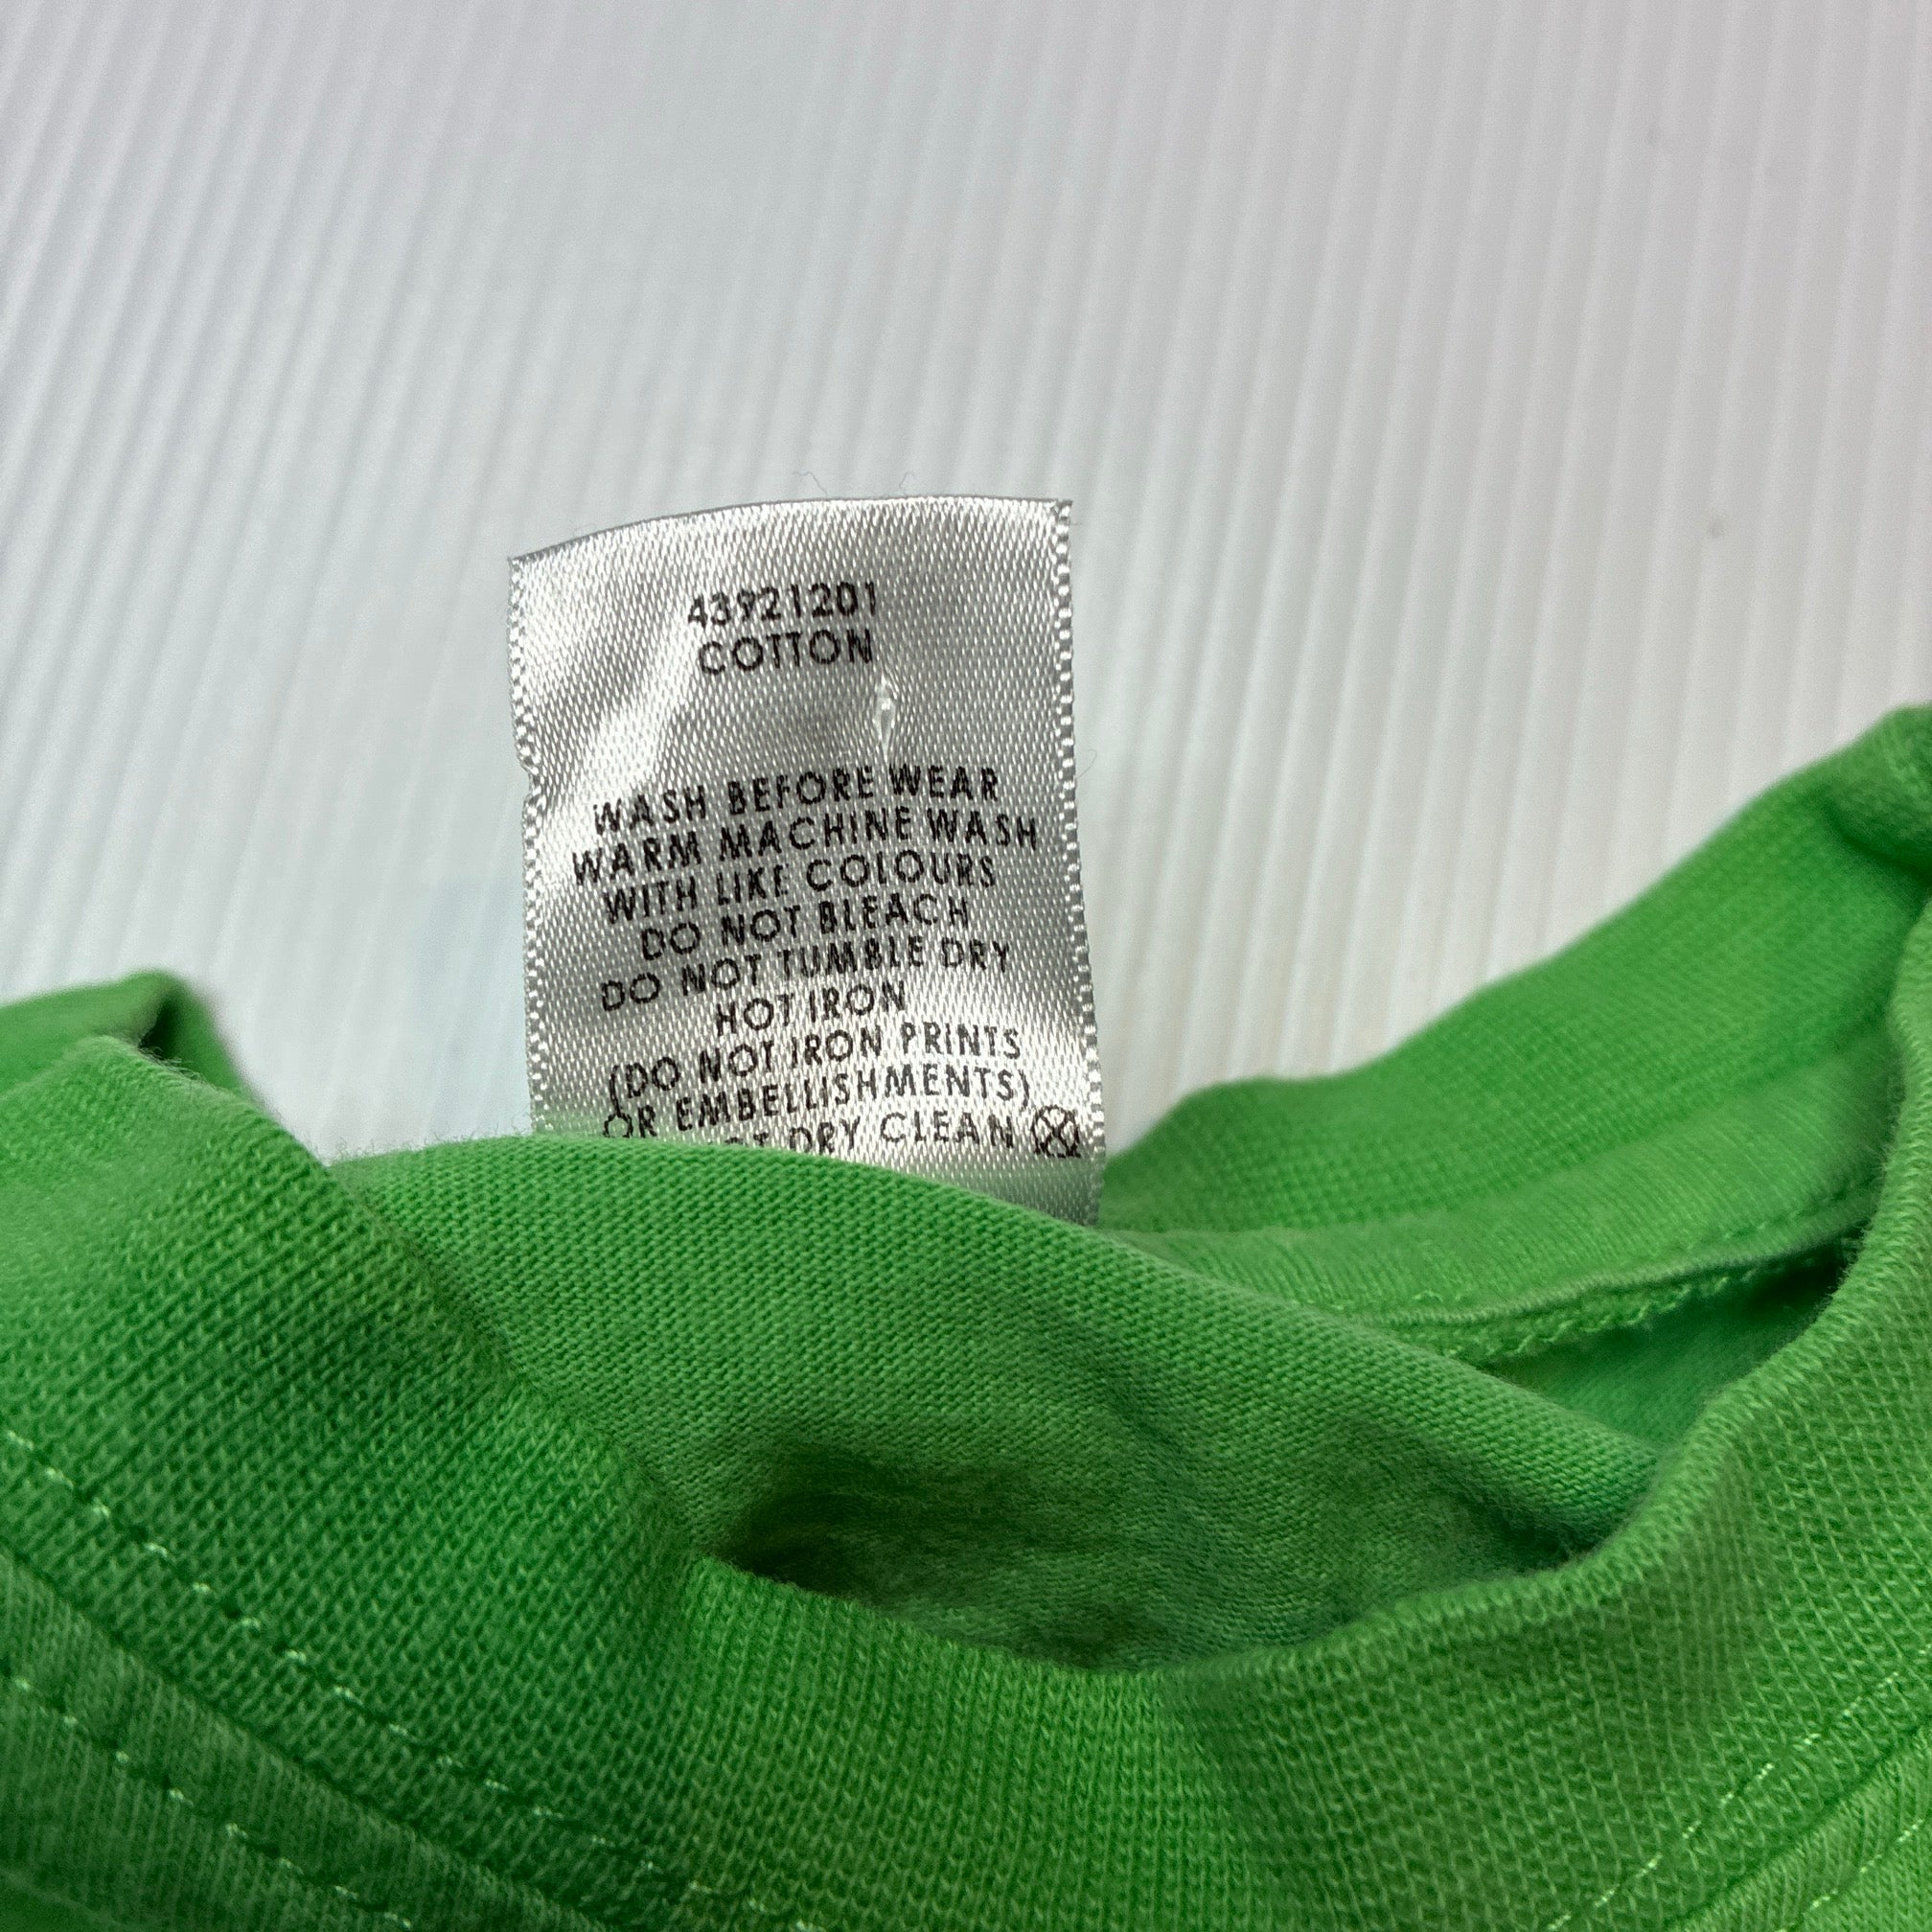 43921201
COTTON
WASH BEFORE WEAR
WARM MACHINE WASH
WITH LIKE COLOURS
DO NOT BLEACH
DO NOT TUMBLE DRY
HOT IRON
(DO NOT IRON PRINTS
OR EMBELLISHMENTS)
DRY CLEAN